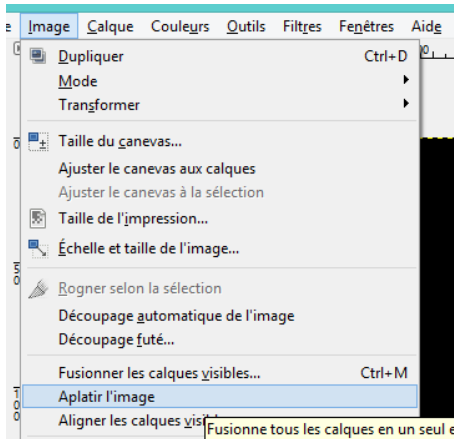 e Image Calque Couleurs Outils Filtres Fenêtres Aide
Dupliquer Ctrl+D
Mode
Transformer
Taille du canevas...
Ajuster le canevas aux calques
Ajuster le canevas à la sélection
Taille de l'impression...
Échelle et taille de l'image...
Rogner selon la sélection
Découpage automatique de l'image
Découpage futé...
Fusionner les calques visibles... Ctrl+M
Aplatir l'image
Aligner les calques visi
Fusionne tous les calques en un seul e
0
50
100